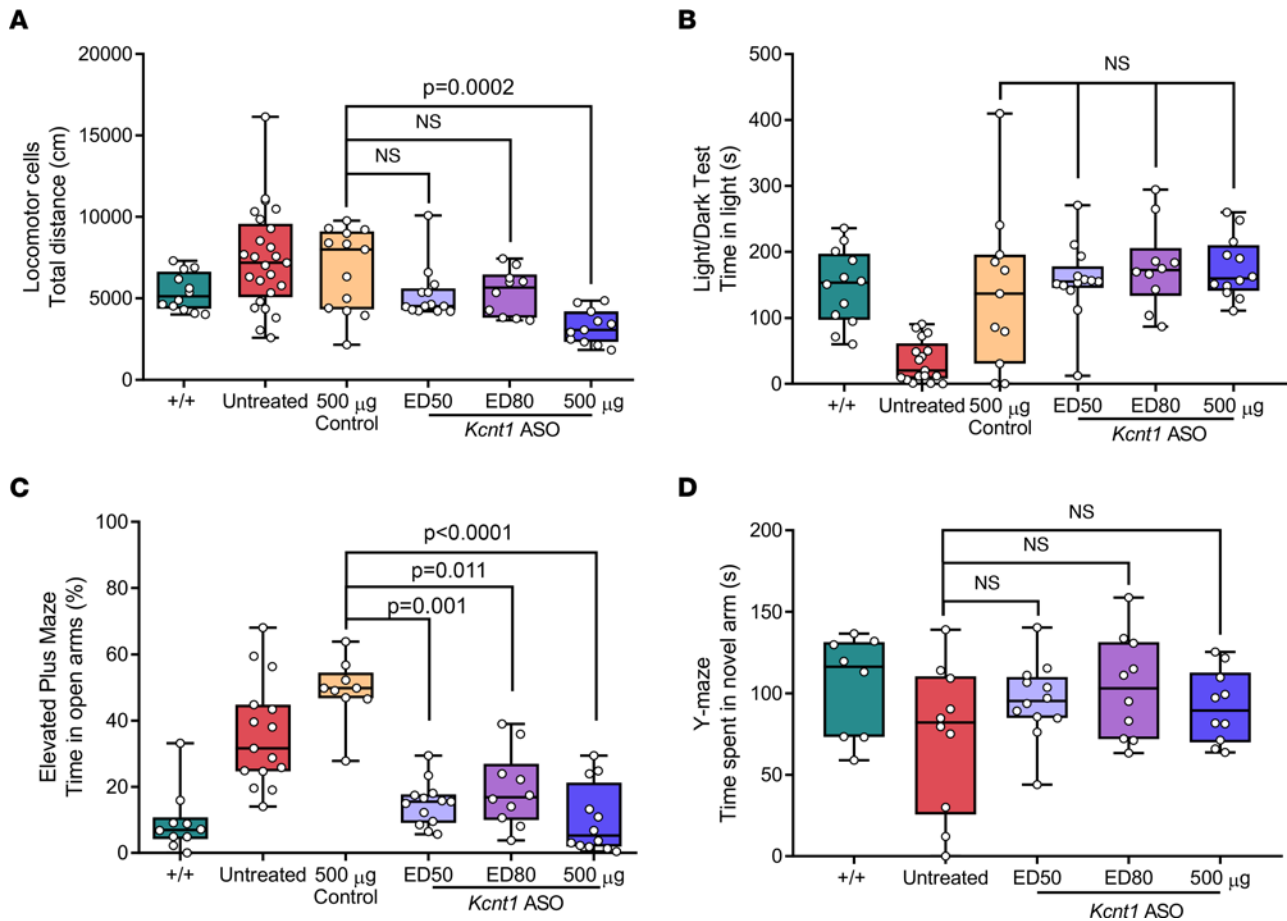 A
Locomotor cells
Total distance (cm)
20000
15000
10000
5000
0
p=0.0002
NS
NS
+/+
Untreated
500 μg
Control
ED50
ED80
500 μg
Kcnt1 ASO
B
Light/Dark Test
Time in light (s)
500
400
300
200
100
0
NS
+/+
Untreated
500 μg
Control
ED50
ED80
500 μg
Kcnt1 ASO
C
Elevated Plus Maze
Time in open arms (%)
100
80
60
40
20
0
p<0.0001
p=0.011
p=0.001
+/+
Untreated
500 μg
Control
ED50
ED80
500 μg
Kcnt1 ASO
D
Y-maze
Time spent in novel arm (s)
200
150
100
50
0
NS
NS
NS
+/+
Untreated
ED50
ED80
500 μg
Kcnt1 ASO